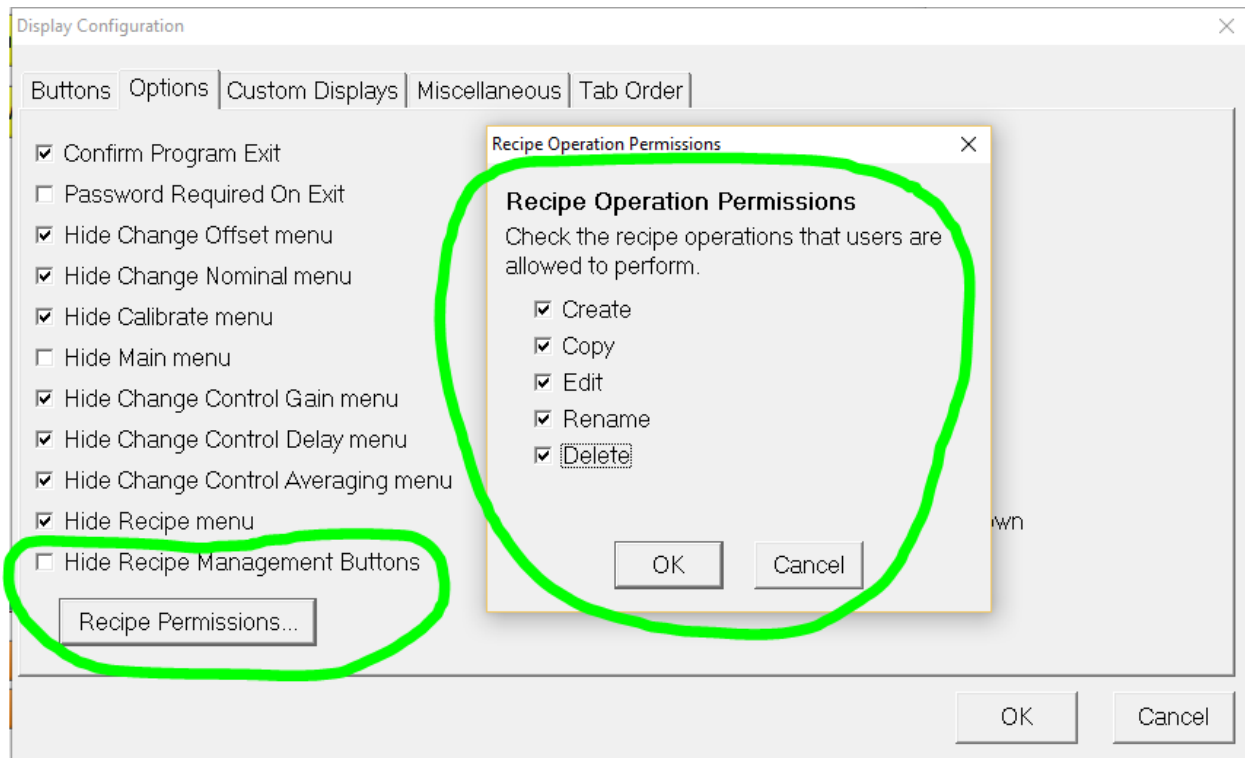 Display Configuration
Buttons Options Custom Displays Miscellaneous Tab Order
Confirm Program Exit
Password Required On Exit
Hide Change Offset menu
Hide Change Nominal menu
Hide Calibrate menu
Hide Main menu
Hide Change Control Gain menu
Hide Change Control Delay menu
Hide Change Control Averaging menu
Hide Recipe menu
Hide Recipe Management Buttons
Recipe Permissions...
Recipe Operation Permissions
Recipe Operation Permissions
Check the recipe operations that users are
allowed to perform.
Create
Copy
Edit
Rename
Delete
OK Cancel
OK Cancel